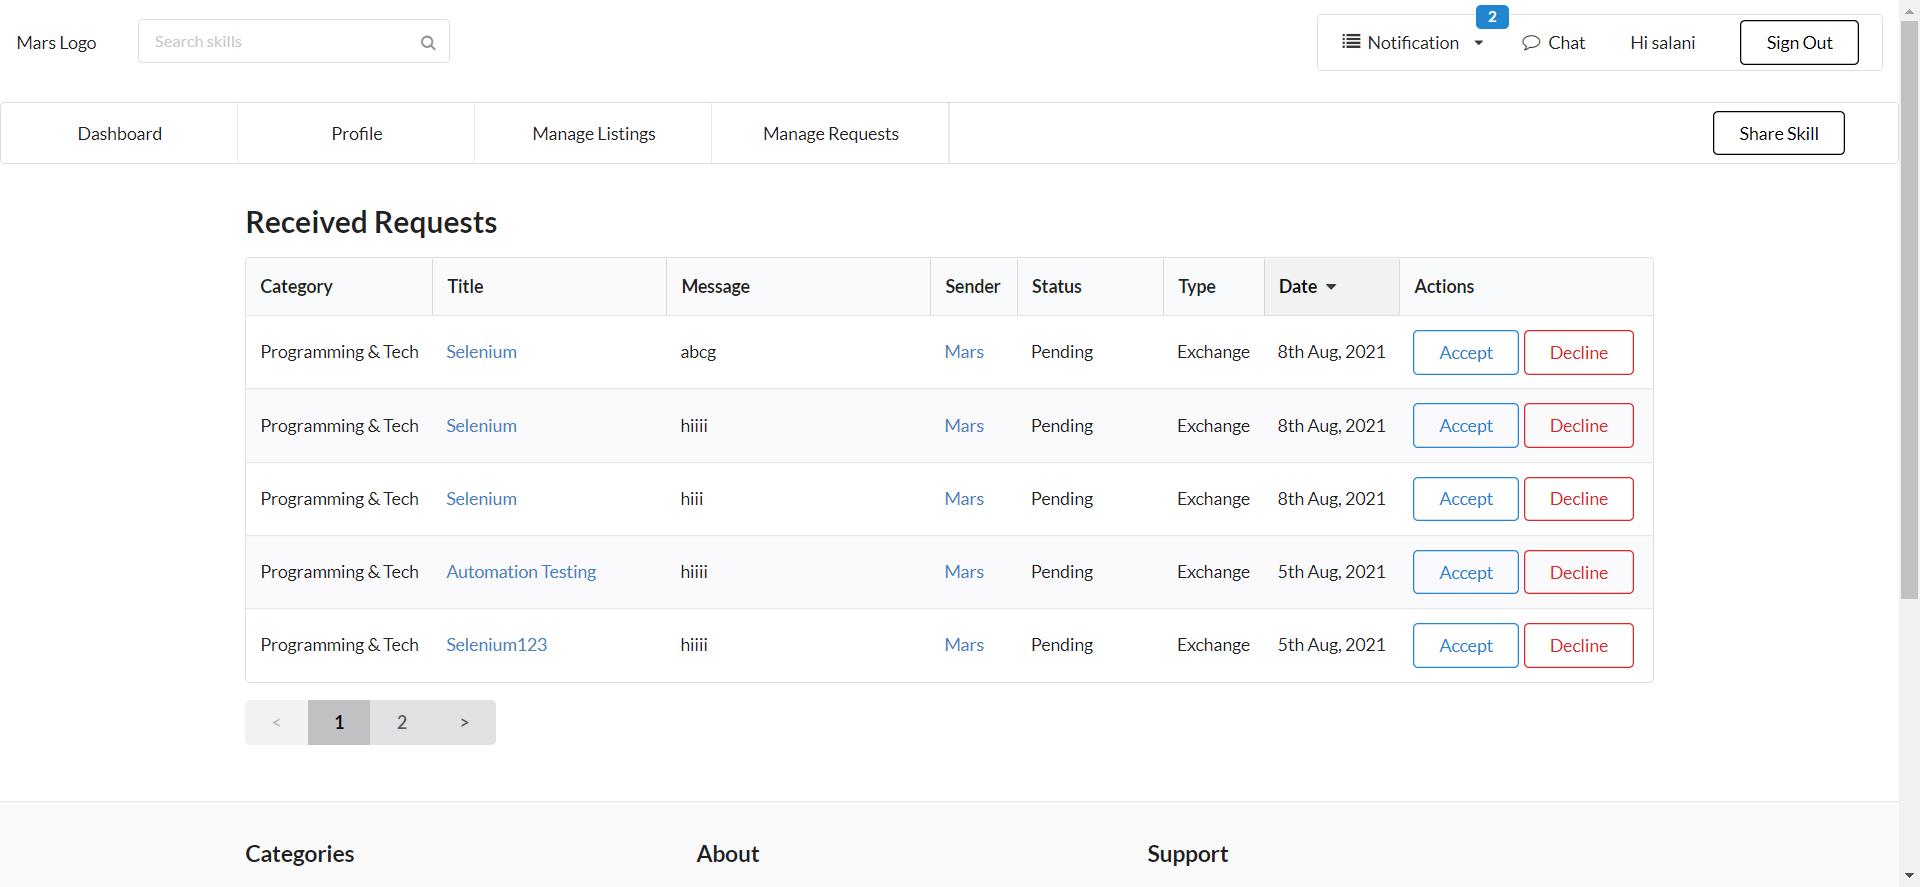 Mars Logo
Search skills
2
Notification
Chat
Hi salani
Sign Out
Dashboard
Profile
Manage Listings
Manage Requests
Share Skill
Received Requests
Category Title Message Sender Status Type Date Actions
Programming & Tech Selenium abcg Mars Pending Exchange 8th Aug, 2021 Accept Decline
Programming & Tech Selenium hiiii Mars Pending Exchange 8th Aug, 2021 Accept Decline
Programming & Tech Selenium hiii Mars Pending Exchange 8th Aug, 2021 Accept Decline
Programming & Tech Automation Testing hiiii Mars Pending Exchange 5th Aug, 2021 Accept Decline
Programming & Tech Selenium123 hiiii Mars Pending Exchange 5th Aug, 2021 Accept Decline
< 1 2 >
Categories About Support